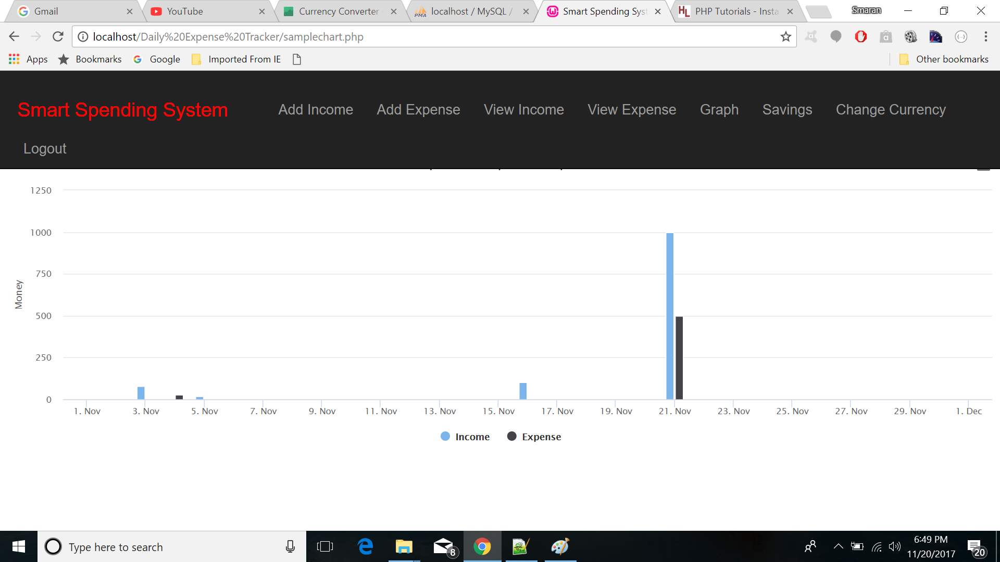 Gmail YouTube Currency Converter localhost / MySQL / Smart Spending Syst PHP Tutorials - Insta Smaran
localhost/Daily%20Expense%20Tracker/samplechart.php
Apps Bookmarks Google Imported From IE Other bookmarks
Smart Spending System Add Income Add Expense View Income View Expense Graph Savings Change Currency
Logout
1250
1000
750
Money
500
250
0
1. Nov 3. Nov 5. Nov 7. Nov 9. Nov 11. Nov 13. Nov 15. Nov 17. Nov 19. Nov 21. Nov 23. Nov 25. Nov 27. Nov 29. Nov 1. Dec
Income Expense
Type here to search 8 6:49 PM
11/20/2017 20